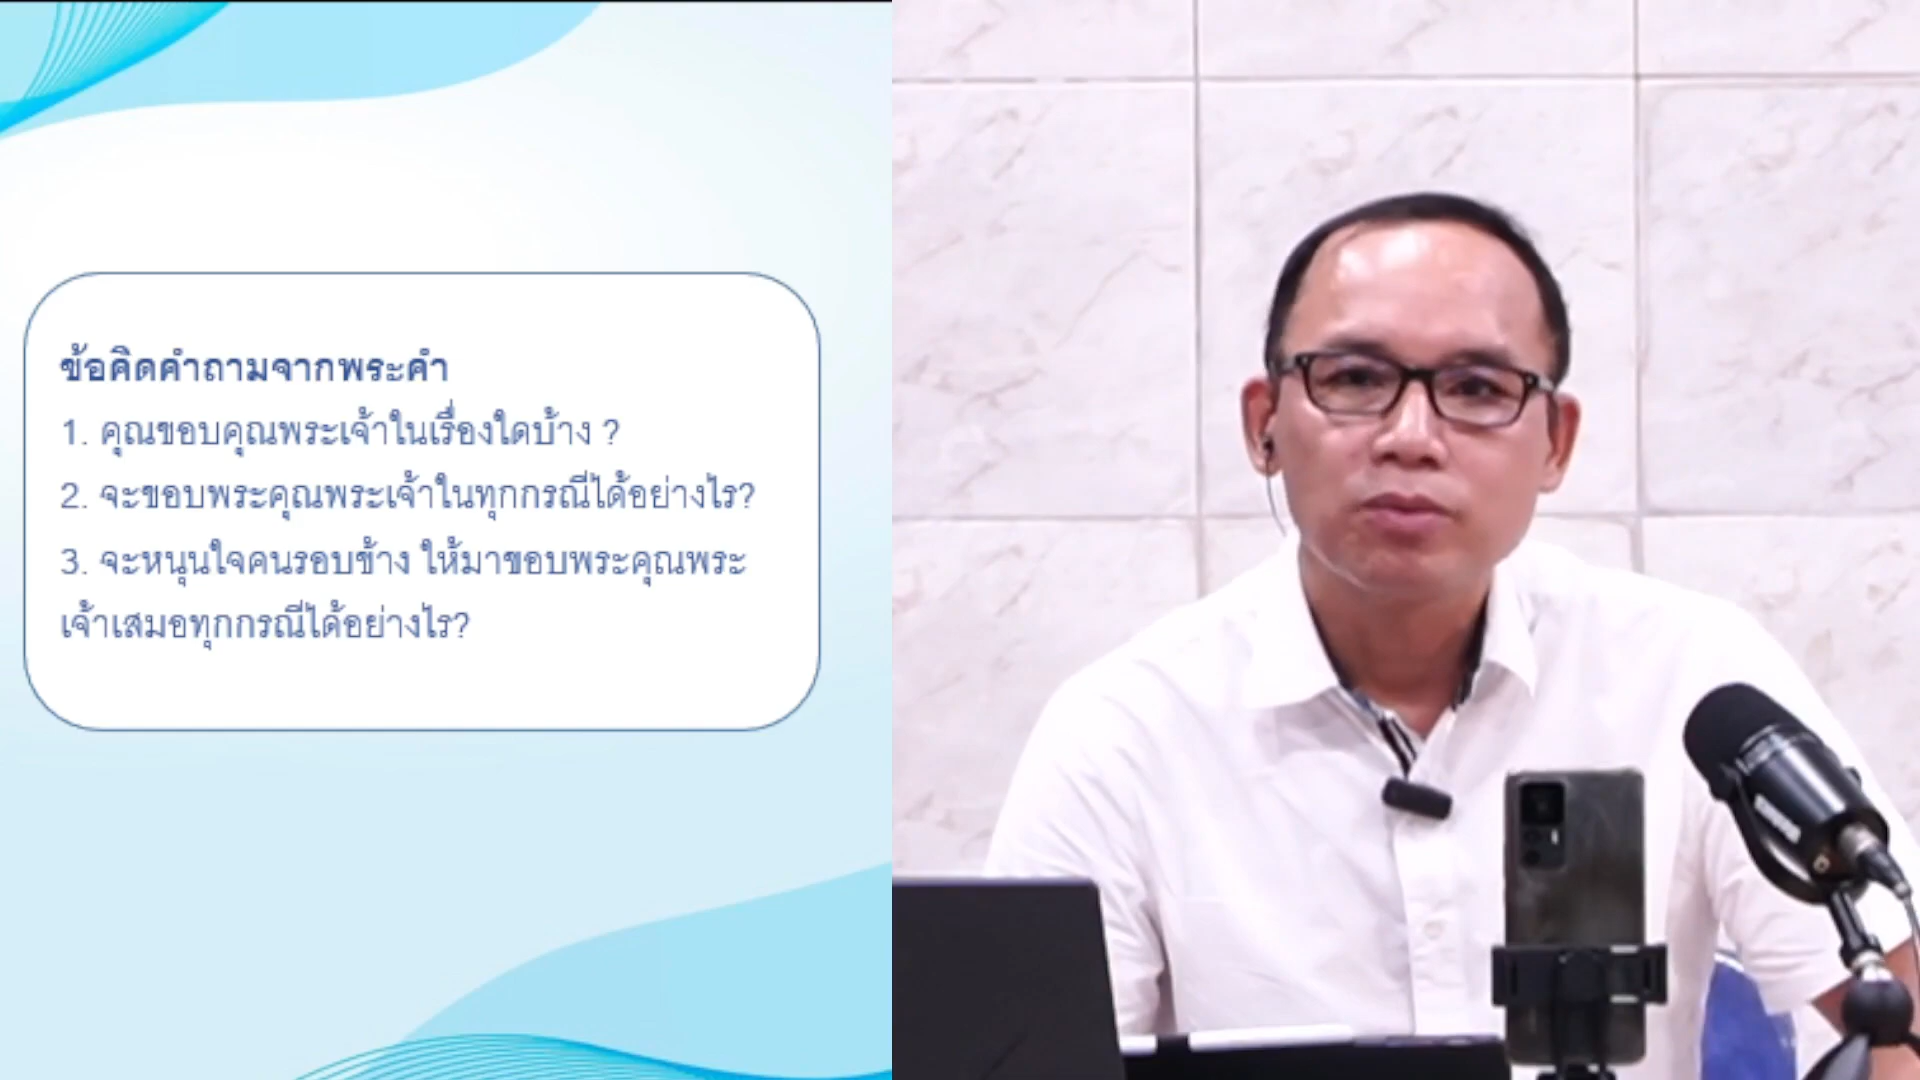 ข้อคิดคำถามจากพระคำ
1. คุณขอบคุณพระเจ้าในเรื่องใดบ้าง ?
2. จะขอบพระคุณพระเจ้าในทุกกรณีได้อย่างไร?
3. จะหนุนใจคนรอบข้าง ให้มาขอบพระคุณพระ
เจ้าเสมอทุกกรณีได้อย่างไร?